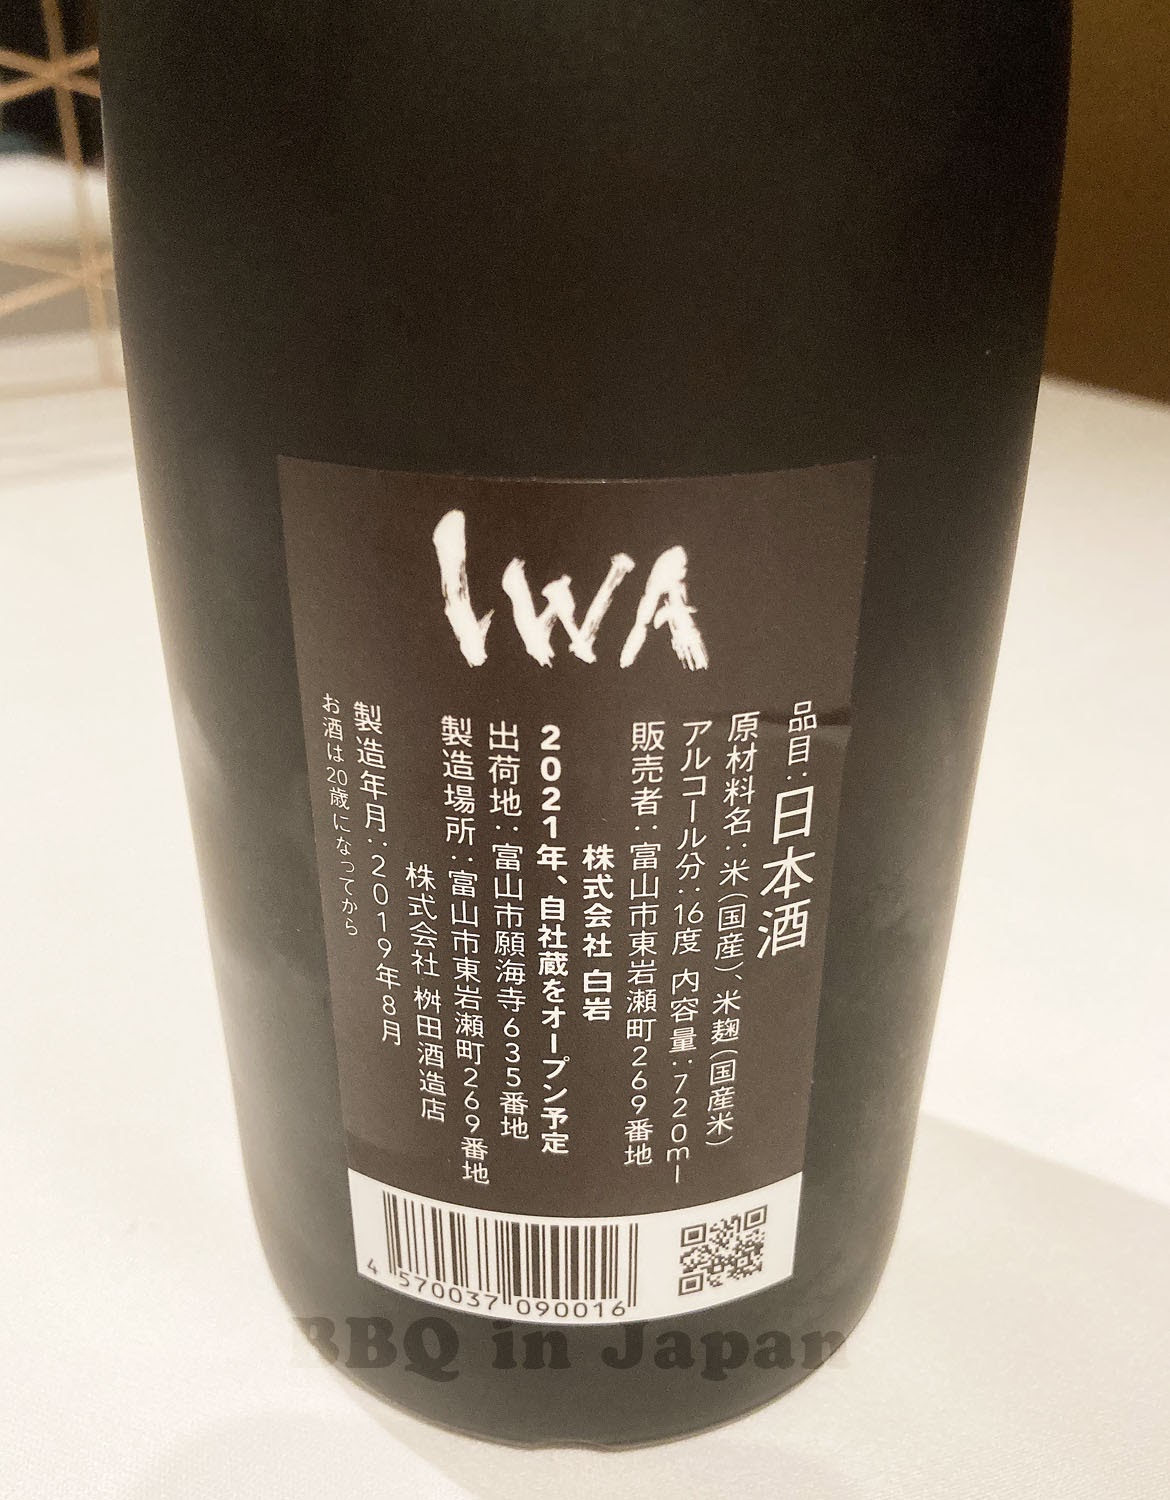 IWA
品目：日本酒
原材料名：米（国産）、米麹（国産米）
アルコール分：16度 内容量：720ml
販売者：富山市東岩瀬町269番地
株式会社 白岩
2021年、自社蔵をオープン予定
出荷地：富山市願海寺635番地
製造場所：富山市東岩瀬町269番地
株式会社 桝田酒造店
製造年月：2019年8月
お酒は20歳になってから
4 570037 090016
BBQ in Japan